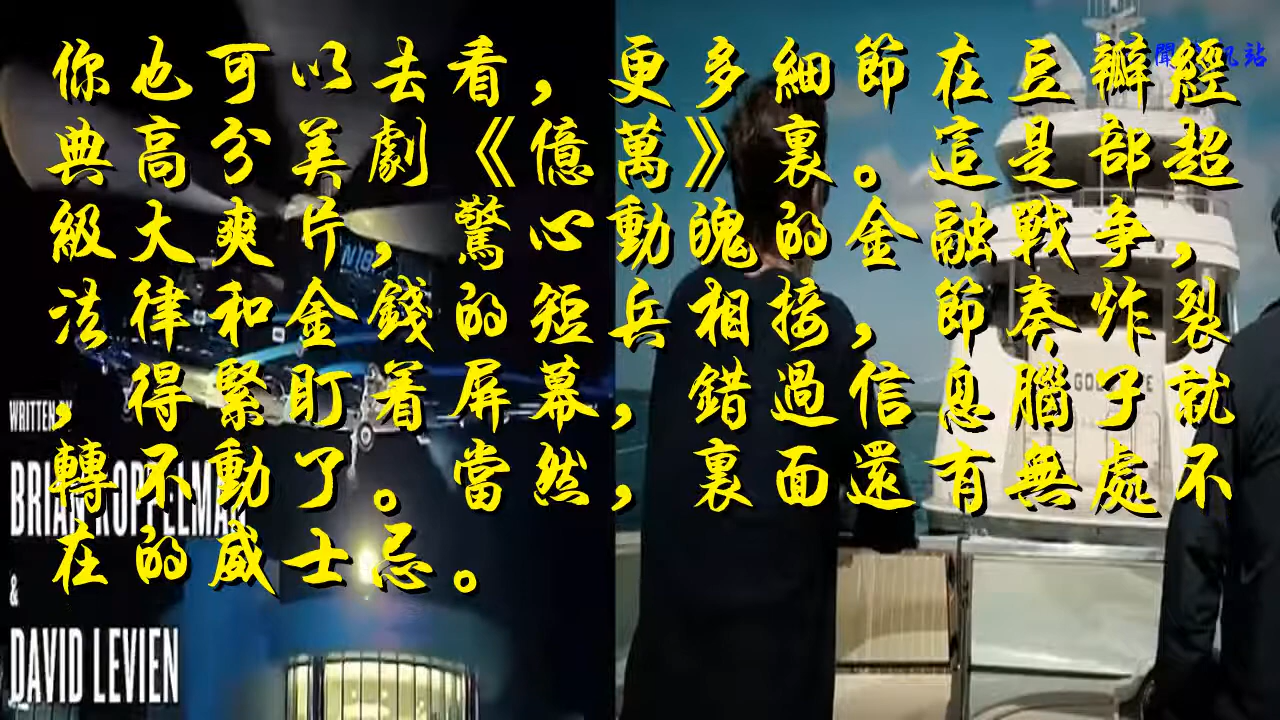 你也可以去看，更多細節在豆瓣經
典高分美劇《億萬》裏。這是部超
級大爽片，驚心動魄的金融戰爭，
法律和金錢的短兵相接，節奏炸裂
，得緊盯着屏幕，錯過信息腦子就
轉不動了。當然，裏面還有無處不
在的威士忌。
WRITTEN BY
BRIAN KOPPELMAN
&
DAVID LEVIEN